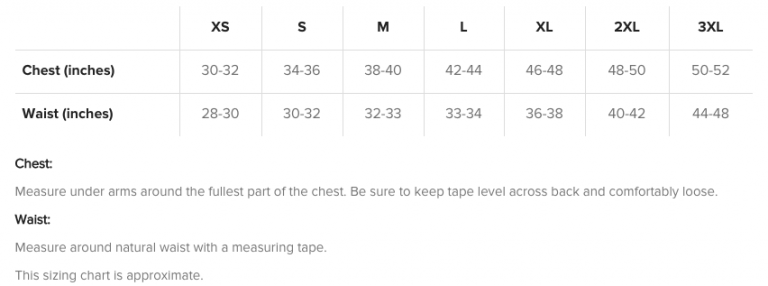 XS S M L XL 2XL 3XL
Chest (inches) 30-32 34-36 38-40 42-44 46-48 48-50 50-52
Waist (inches) 28-30 30-32 32-33 33-34 36-38 40-42 44-48
Chest:
Measure under arms around the fullest part of the chest. Be sure to keep tape level across back and comfortably loose.
Waist:
Measure around natural waist with a measuring tape.
This sizing chart is approximate.